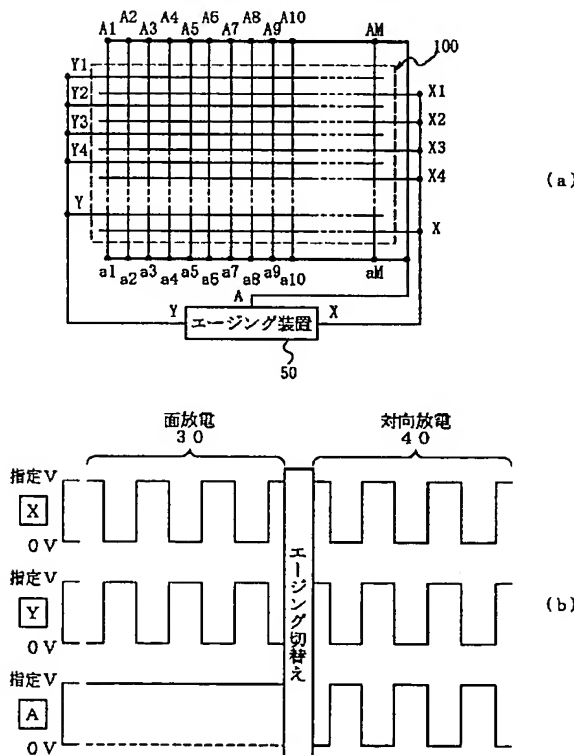 A1 A2 A3 A4 A5 A6 A7 A8 A9 A10 AM
100
Y1
X1
Y2
X2
Y3
X3
Y4
X4
(a)
Y
X
a1 a2 a3 a4 a5 a6 a7 a8 a9 a10 aM
A
Y エージング装置 X
50
面放電
30
対向放電
40
指定V
X
0V
エージング切替え
指定V
Y
0V
(b)
指定V
A
0V